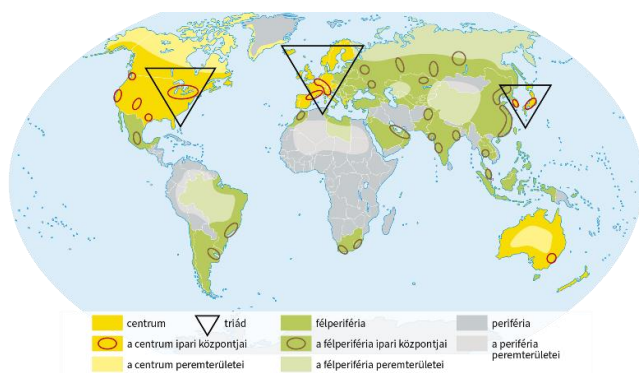 centrum
triád
félperiféria
periféria
a centrum ipari központjai
a félperiféria ipari központjai
a periféria
peremterületei
a centrum peremterületei
a félperiféria peremterületei